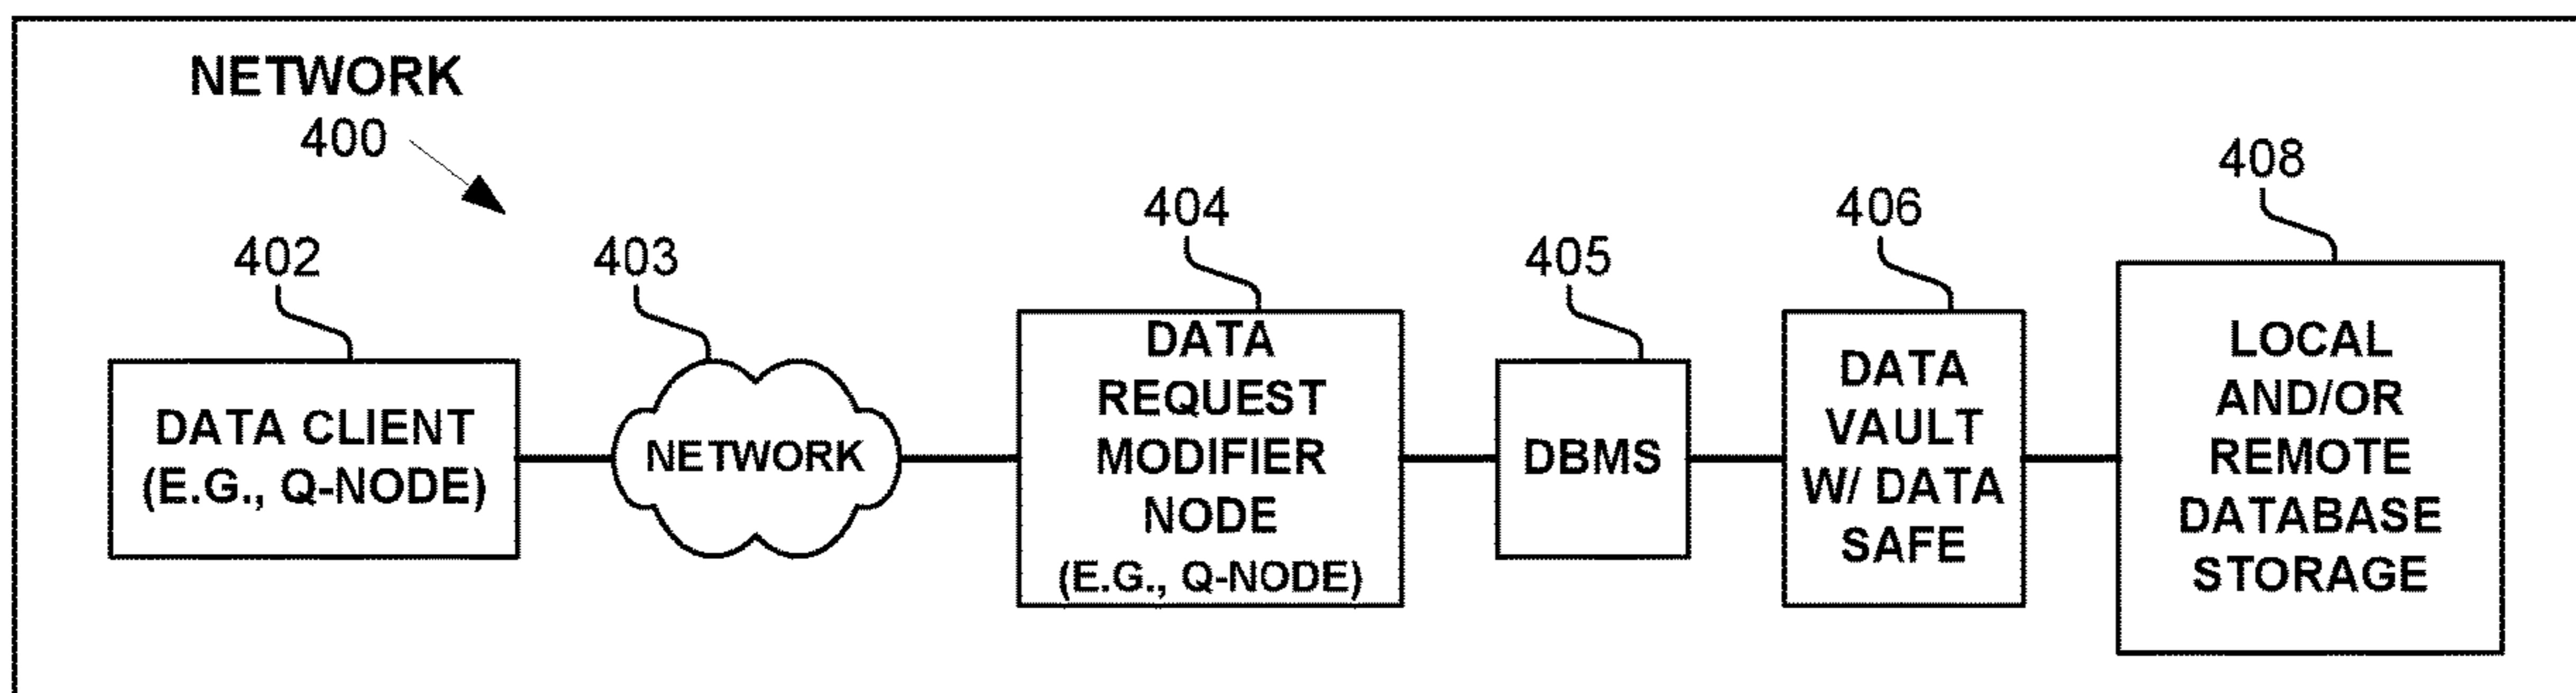 NETWORK
400
402
403
404
405
406
408
DATA CLIENT
(E.G., Q-NODE)
NETWORK
DATA
REQUEST
MODIFIER
NODE
(E.G., Q-NODE)
DBMS
DATA
VAULT
W/ DATA
SAFE
LOCAL
AND/OR
REMOTE
DATABASE
STORAGE